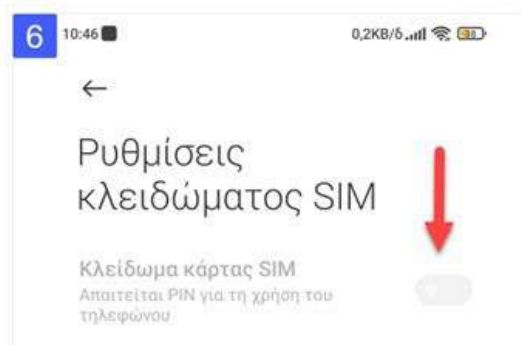 6
10:46
0,2KB/δ
Ρυθμίσεις
κλειδώματος SIM
Κλείδωμα κάρτας SIM
Απαιτείται PIN για τη χρήση του
τηλεφώνου